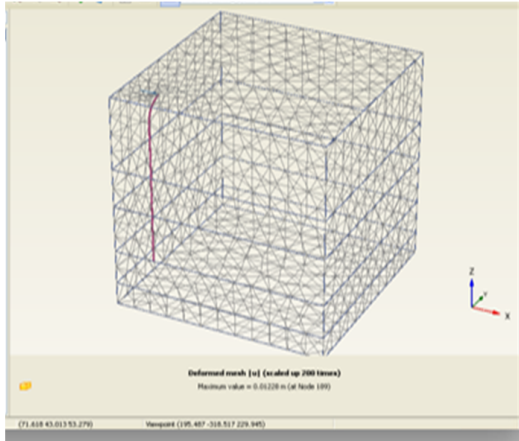 Z
Y
X
Deformed mesh |u| (scaled up 200 times)
Maximum value = 0.01228 m (at Node 189)
(71.618 43.013 53.279) Viewpoint (195.487 -318.517 229.945)